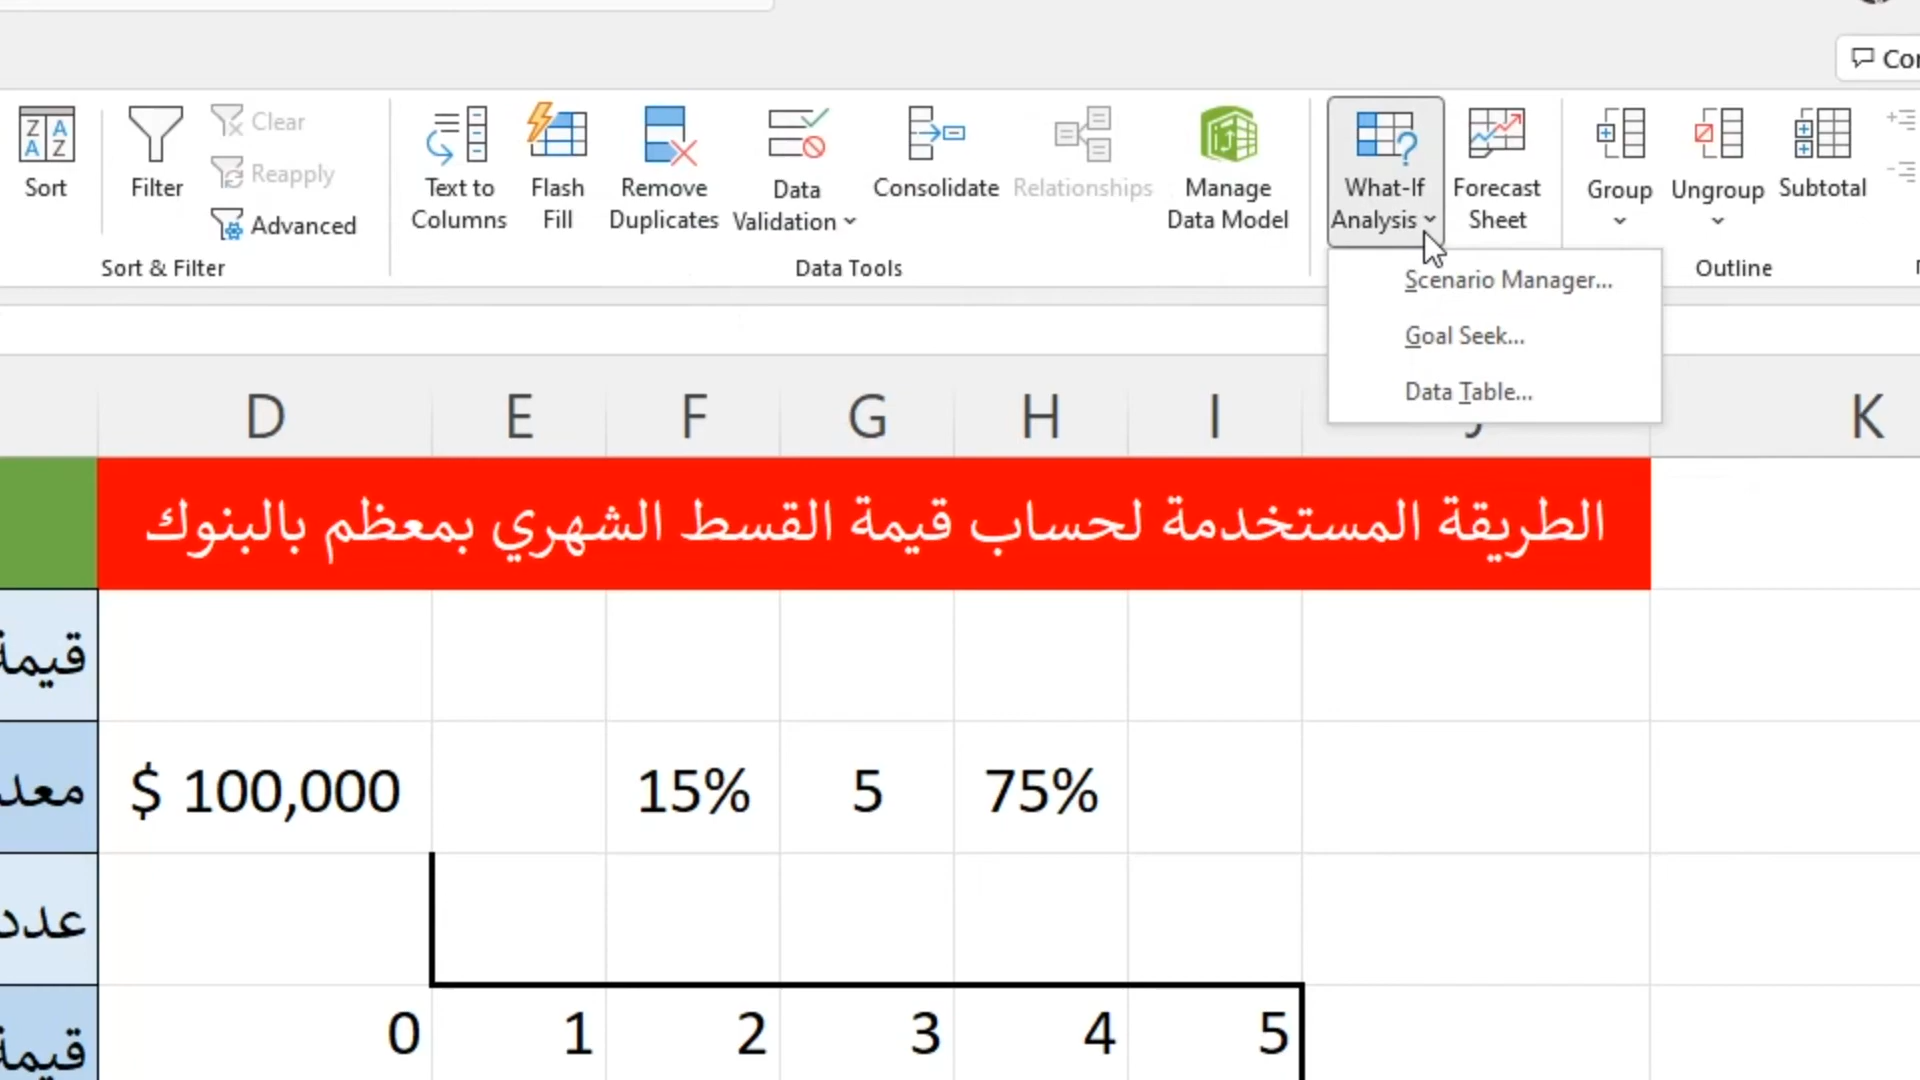 Sort
Filter
Clear
Reapply
Advanced
Sort & Filter
Text to
Columns
Flash
Fill
Remove
Duplicates
Data
Validation
Consolidate
Relationships
Manage
Data Model
Data Tools
What-If
Analysis
Forecast
Sheet
Group
Ungroup
Subtotal
Outline
Scenario Manager...
Goal Seek...
Data Table...
D E F G H I J K
الطريقة المستخدمة لحساب قيمة القسط الشهري بمعظم بالبنوك
قيمة
$ 100,000 15% 5 75%
عدد
قيمة
0 1 2 3 4 5